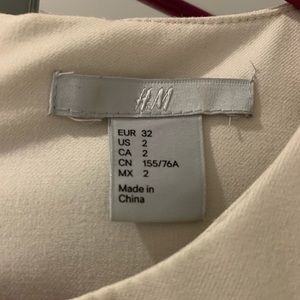 H&M
EUR 32
US 2
CA 2
CN 155/76A
MX 2
Made in
China